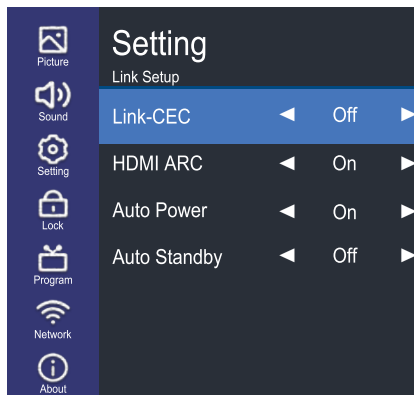 Setting
Link Setup
Link-CEC Off
HDMI ARC On
Auto Power On
Auto Standby Off
Picture
Sound
Setting
Lock
Program
Network
About